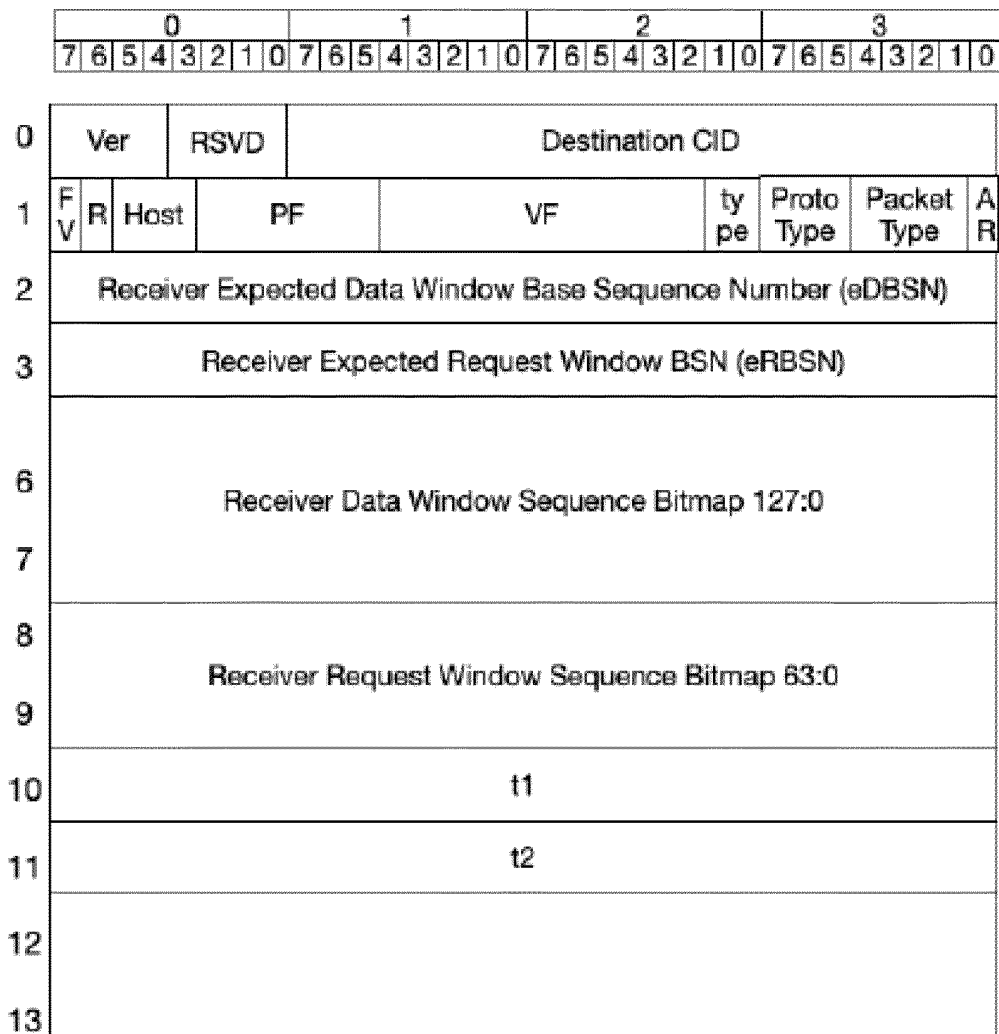 0 1 2 3
7 6 5 4 3 2 1 0 7 6 5 4 3 2 1 0 7 6 5 4 3 2 1 0 7 6 5 4 3 2 1 0
0 Ver RSVD Destination CID
1 F V R Host PF VF ty pe Proto Type Packet Type A R
2 Receiver Expected Data Window Base Sequence Number (eDBSN)
3 Receiver Expected Request Window BSN (eRBSN)
6
Receiver Data Window Sequence Bitmap 127:0
7
8
Receiver Request Window Sequence Bitmap 63:0
9
10 t1
11 t2
12
13